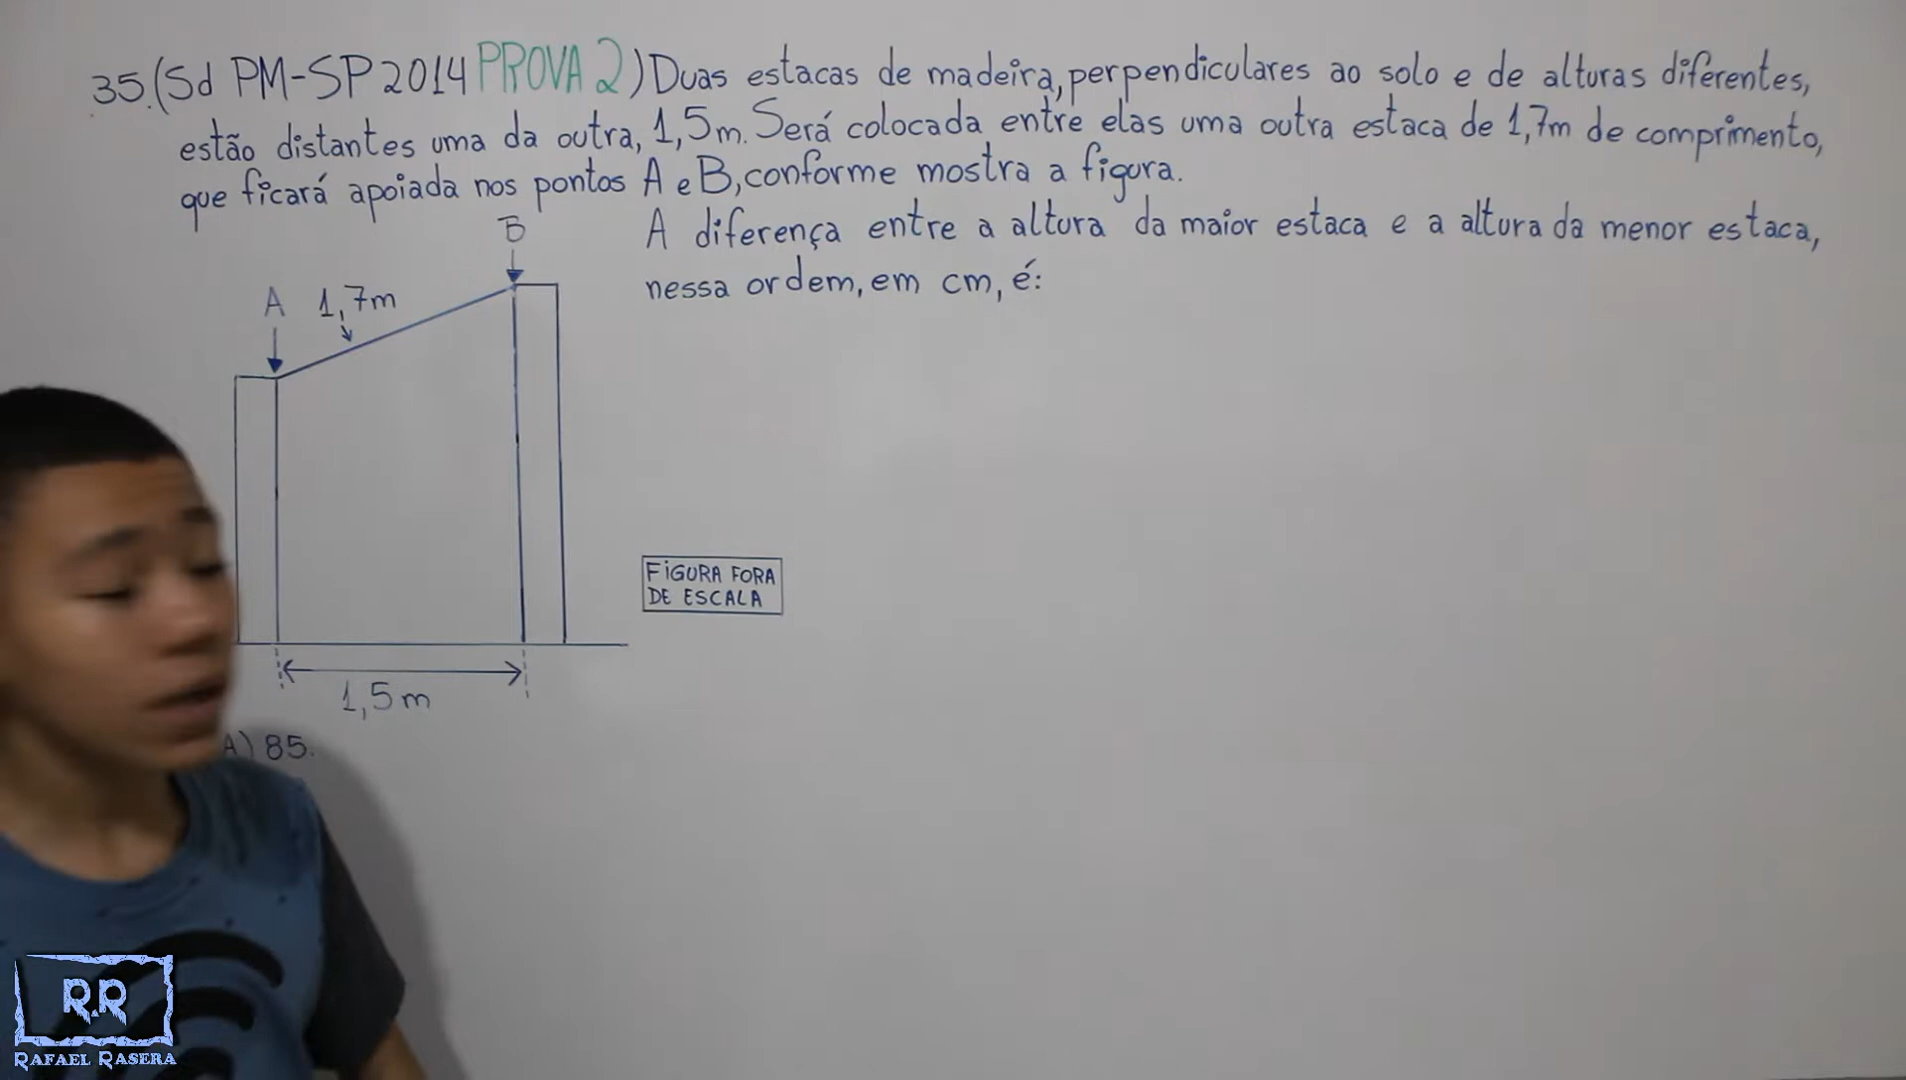 35.(Sd PM-SP 2014 PROVA 2) Duas estacas de madeira, perpendiculares ao solo e de alturas diferentes,
estão distantes uma da outra, 1,5m. Será colocada entre elas uma outra estaca de 1,7m de comprimento,
que ficará apoiada nos pontos A e B, conforme mostra a figura.
A diferença entre a altura da maior estaca e a altura da menor estaca,
nessa ordem, em cm, é:
B
A 1,7m
FIGURA FORA
DE ESCALA
1,5m
A) 85.
R.R
RAFAEL RASERA